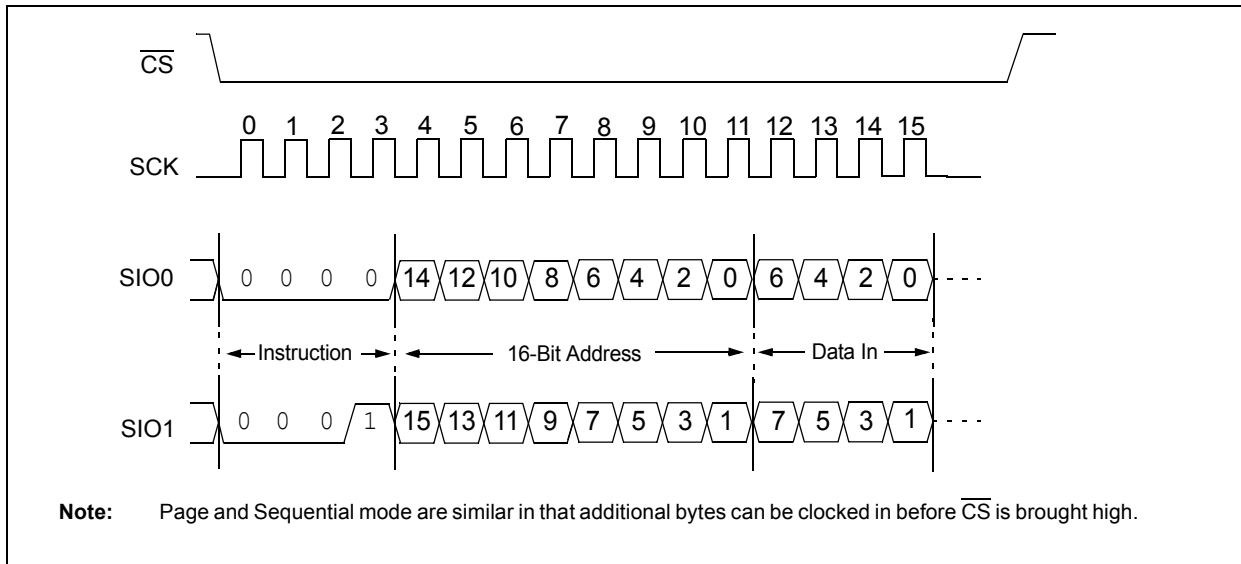 CS
0 1 2 3 4 5 6 7 8 9 10 11 12 13 14 15
SCK
SIO0 0 0 0 0 14 12 10 8 6 4 2 0 6 4 2 0
Instruction 16-Bit Address Data In
SIO1 0 0 0 1 15 13 11 9 7 5 3 1 7 5 3 1
Note: Page and Sequential mode are similar in that additional bytes can be clocked in before CS is brought high.